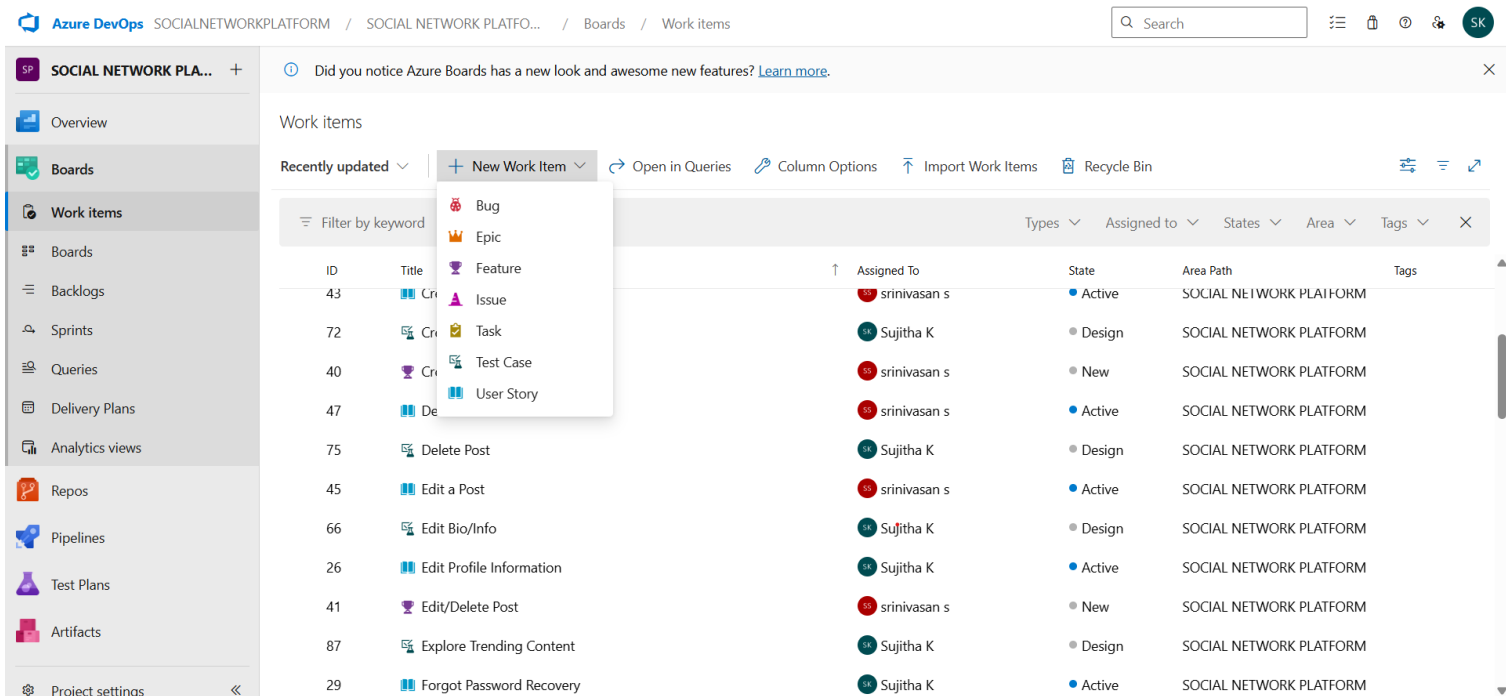 Azure DevOps SOCIALNETWORKPLATFORM / SOCIAL NETWORK PLATFO... / Boards / Work items Search SK
SP SOCIAL NETWORK PLA... +
Did you notice Azure Boards has a new look and awesome new features? Learn more.
Overview
Boards
Work items
Boards
Backlogs
Sprints
Queries
Delivery Plans
Analytics views
Repos
Pipelines
Test Plans
Artifacts
Project settings
Work items
Recently updated New Work Item Open in Queries Column Options Import Work Items Recycle Bin
Bug
Epic
Feature
Issue
Task
Test Case
User Story
Filter by keyword Types Assigned to States Area Tags
ID Title Assigned To State Area Path Tags
43 Cr SS srinivasan s Active SOCIAL NETWORK PLATFORM
72 Cr SK Sujitha K Design SOCIAL NETWORK PLATFORM
40 Cr SS srinivasan s New SOCIAL NETWORK PLATFORM
47 De SS srinivasan s Active SOCIAL NETWORK PLATFORM
75 Delete Post SK Sujitha K Design SOCIAL NETWORK PLATFORM
45 Edit a Post SS srinivasan s Active SOCIAL NETWORK PLATFORM
66 Edit Bio/Info SK Sujitha K Design SOCIAL NETWORK PLATFORM
26 Edit Profile Information SK Sujitha K Active SOCIAL NETWORK PLATFORM
41 Edit/Delete Post SS srinivasan s New SOCIAL NETWORK PLATFORM
87 Explore Trending Content SK Sujitha K Design SOCIAL NETWORK PLATFORM
29 Forgot Password Recovery SK Sujitha K Active SOCIAL NETWORK PLATFORM